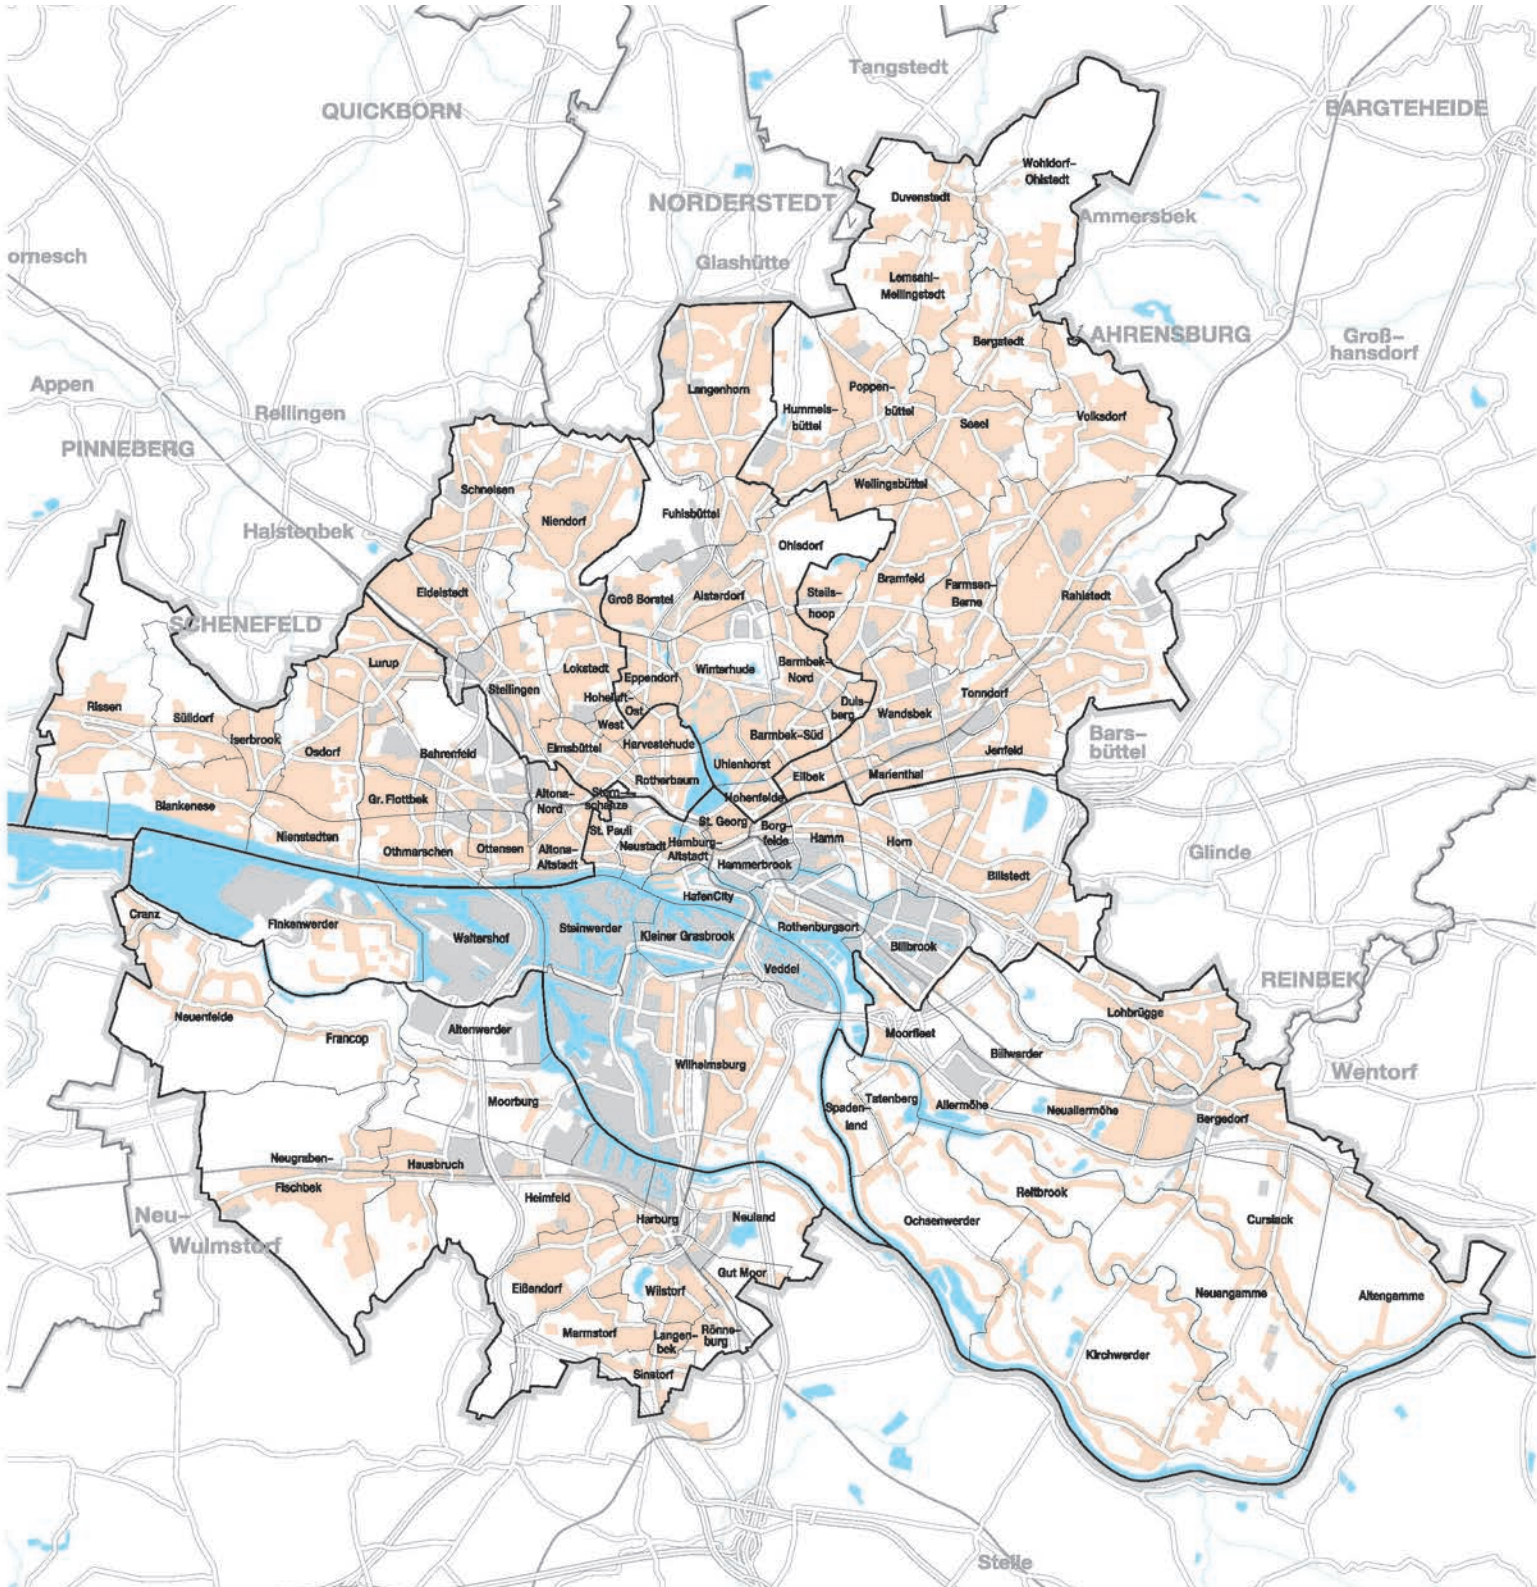 Tangstedt
QUICKBORN
BARGTEHEIDE
Wohldorf-
Ohlstedt
Duvenstedt
NORDERSTEDT
Ammersbek
ornesch
Glashütte
Lemsahl-
Mellingstedt
AHRENSBURG
Bergstedt
Groß-
hansdorf
Appen
Langenhorn
Poppen-
büttel
Rellingen
Hummels-
büttel
Volksdorf
Sasel
PINNEBERG
Wellingsbüttel
Schnelsen
Niendorf
Fuhlsbüttel
Halstenbek
Ohlsdorf
Eidelstedt
Groß Borstel
Alsterdorf
Steils-
hoop
Bramfeld
Farmsen-
Berne
Rahlstedt
SCHENEFELD
Lurup
Lokstedt
Eppendorf
Winterhude
Barmbek-
Nord
Stellingen
Hoheluft-
Ost
West
Duls-
berg
Tonndorf
Rissen
Sülldorf
Wandsbek
Iserbrook
Osdorf
Bahrenfeld
Eimsbüttel
Harvestehude
Barmbek-Süd
Jenfeld
Bars-
büttel
Uhlenhorst
Rotherbaum
Eilbek
Marienthal
Blankenese
Gr. Flottbek
Altona-
Nord
Stern-
schanze
Hohenfelde
Nienstedten
Othmarschen
Ottensen
Altona-
Altstadt
St. Pauli
Neustadt
Hamburg-
Altstadt
St. Georg
Borg-
felde
Hamm
Horn
Hammerbrook
Glinde
Billstedt
HafenCity
Cranz
Finkenwerder
Waltershof
Steinwerder
Kleiner Grasbrook
Rothenburgsort
Billbrook
Veddel
REINBEK
Neuenfelde
Francop
Altenwerder
Lohbrügge
Moorfleet
Billwerder
Wilhelmsburg
Wentorf
Moorburg
Spaden-
land
Tatenberg
Allermöhe
Neuallermöhe
Bergedorf
Neugraben-
Fischbek
Hausbruch
Heimfeld
Reitbrook
Neu-
Wulmstorf
Harburg
Neuland
Ochsenwerder
Curslack
Gut Moor
Eißendorf
Wilstorf
Neuengamme
Altengamme
Marmstorf
Langen-
bek
Rönne-
burg
Kirchwerder
Sinstorf
Stelle